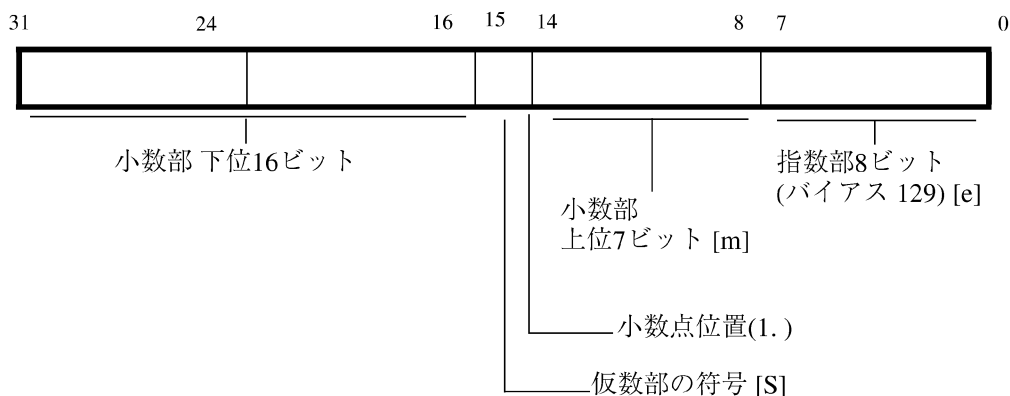 31 24 16 15 14 8 7 0
小数部 下位16ビット
指数部8ビット
(バイアス 129) [e]
小数部
上位7ビット [m]
小数点位置(1. )
仮数部の符号 [S]